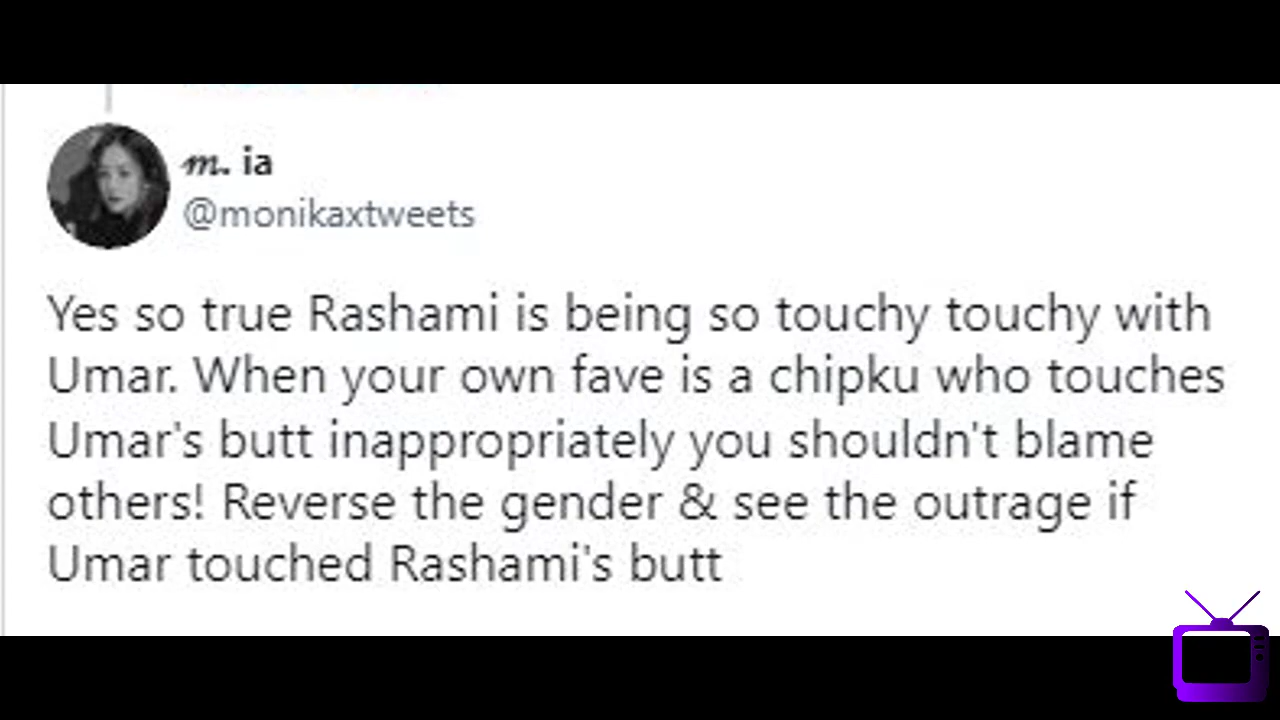 m. ia
@monikaxtweets
Yes so true Rashami is being so touchy touchy with
Umar. When your own fave is a chipku who touches
Umar's butt inappropriately you shouldn't blame
others! Reverse the gender & see the outrage if
Umar touched Rashami's butt